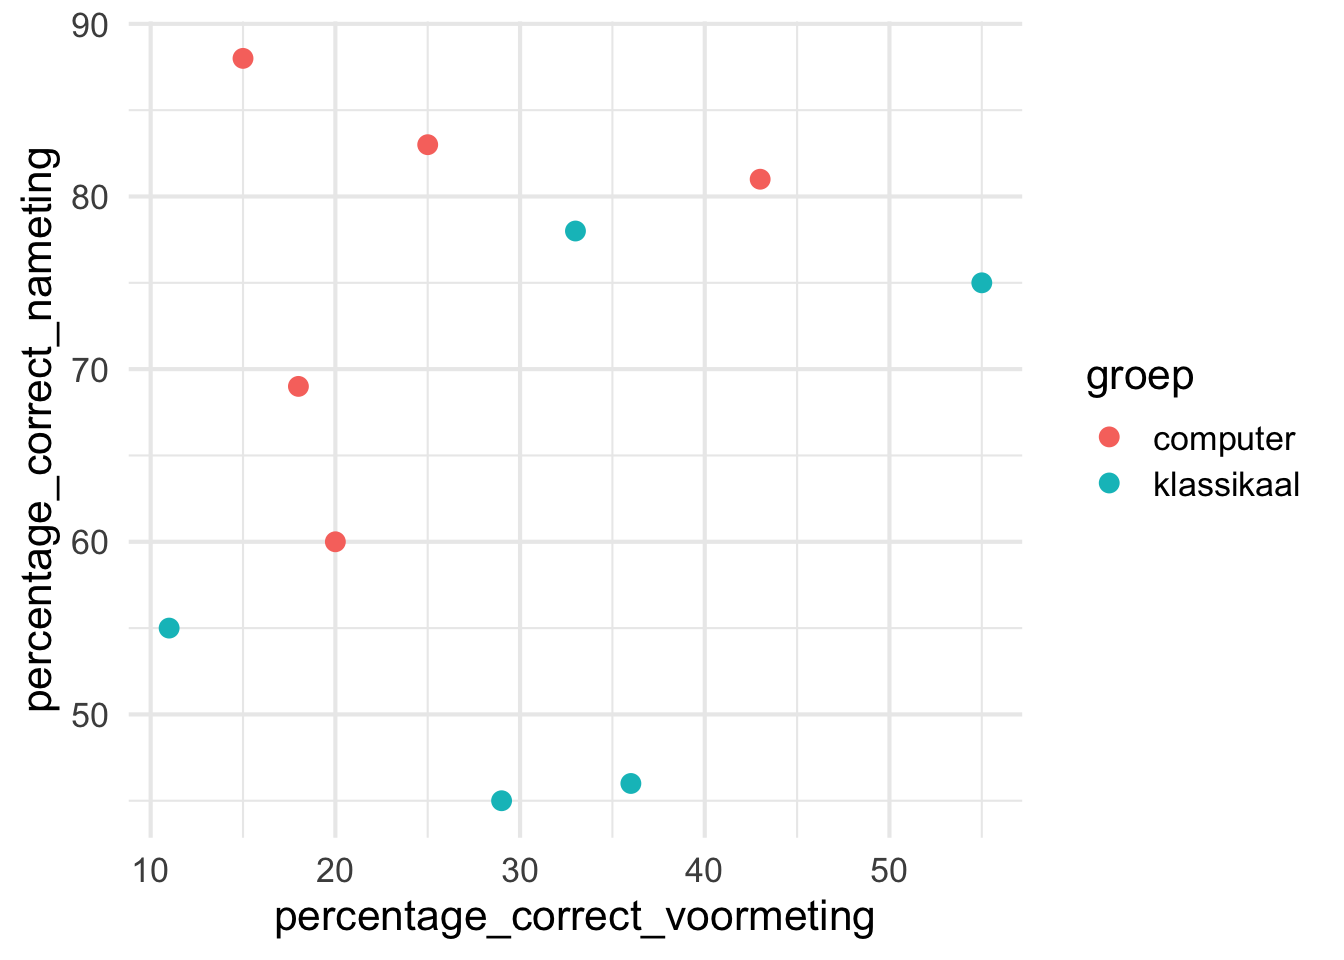 90
80
70
60
50
percentage_correct_nameting
10 20 30 40 50
percentage_correct_voormeting
groep
computer
klassikaal